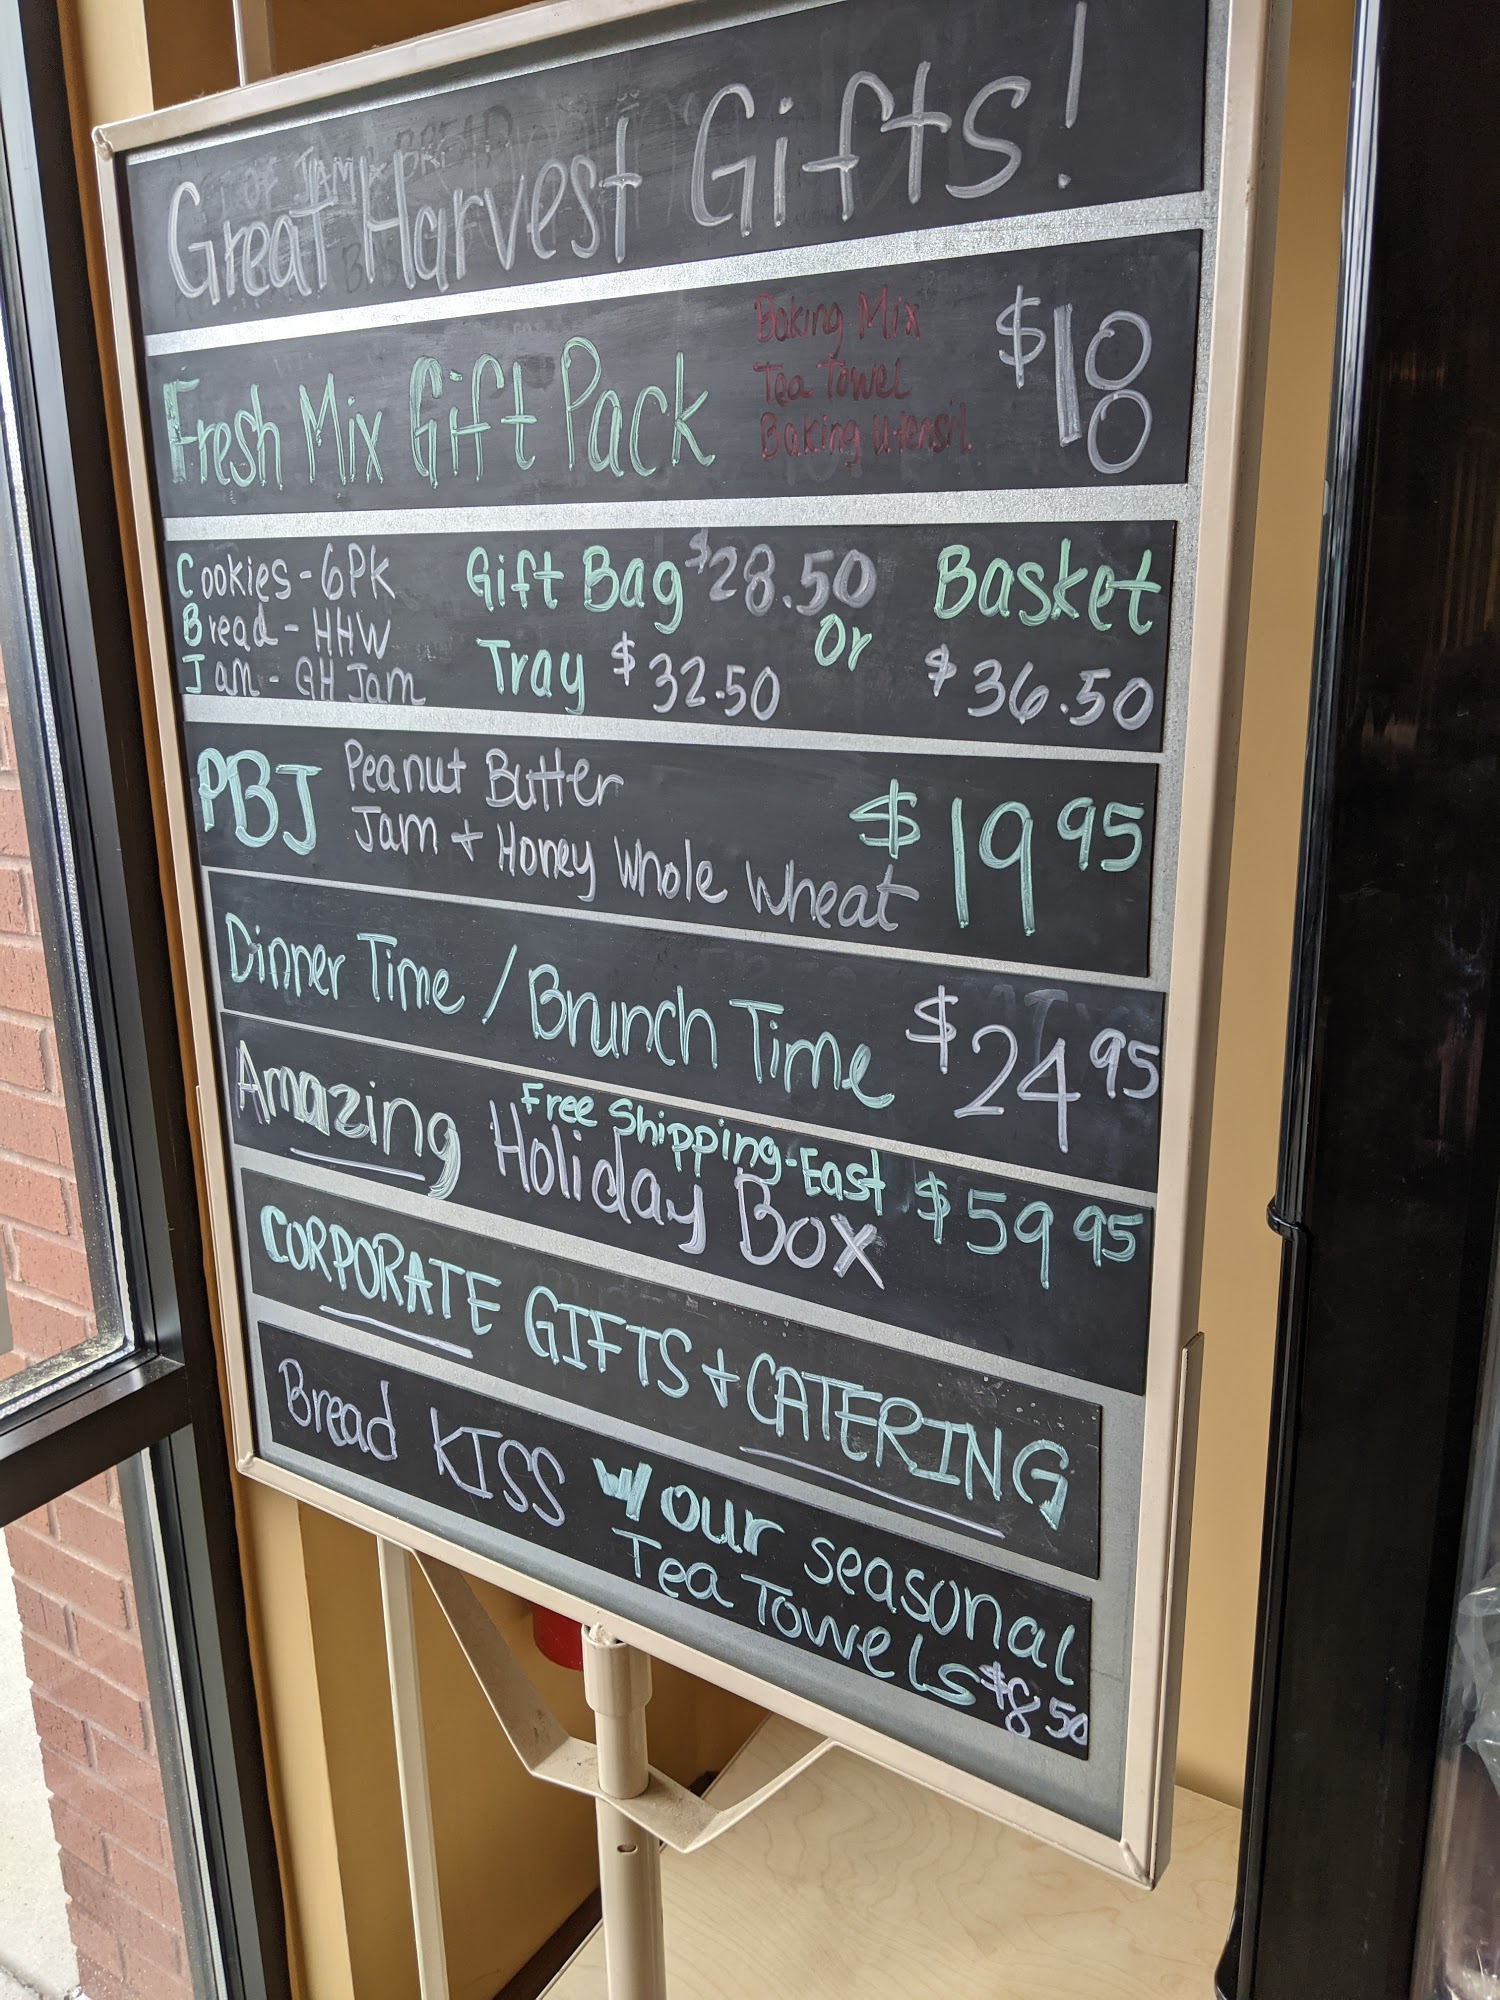 Great Harvest Gifts!
Fresh Mix Gift Pack
Baking Mix
Tea Towel
Baking Utensil
$18
Cookies - 6PK
Bread - HHW
Jam - GH Jam
Gift Bag $28.50
Tray $32.50
Or
Basket
$36.50
PBJ
Peanut Butter
Jam + Honey Whole Wheat
$19 95
Dinner Time / Brunch Time $24 95
Amazing Holiday Box
Free Shipping-East
$59 95
CORPORATE GIFTS + CATERING
Bread KISS w/ our seasonal
Tea Towels $8 50